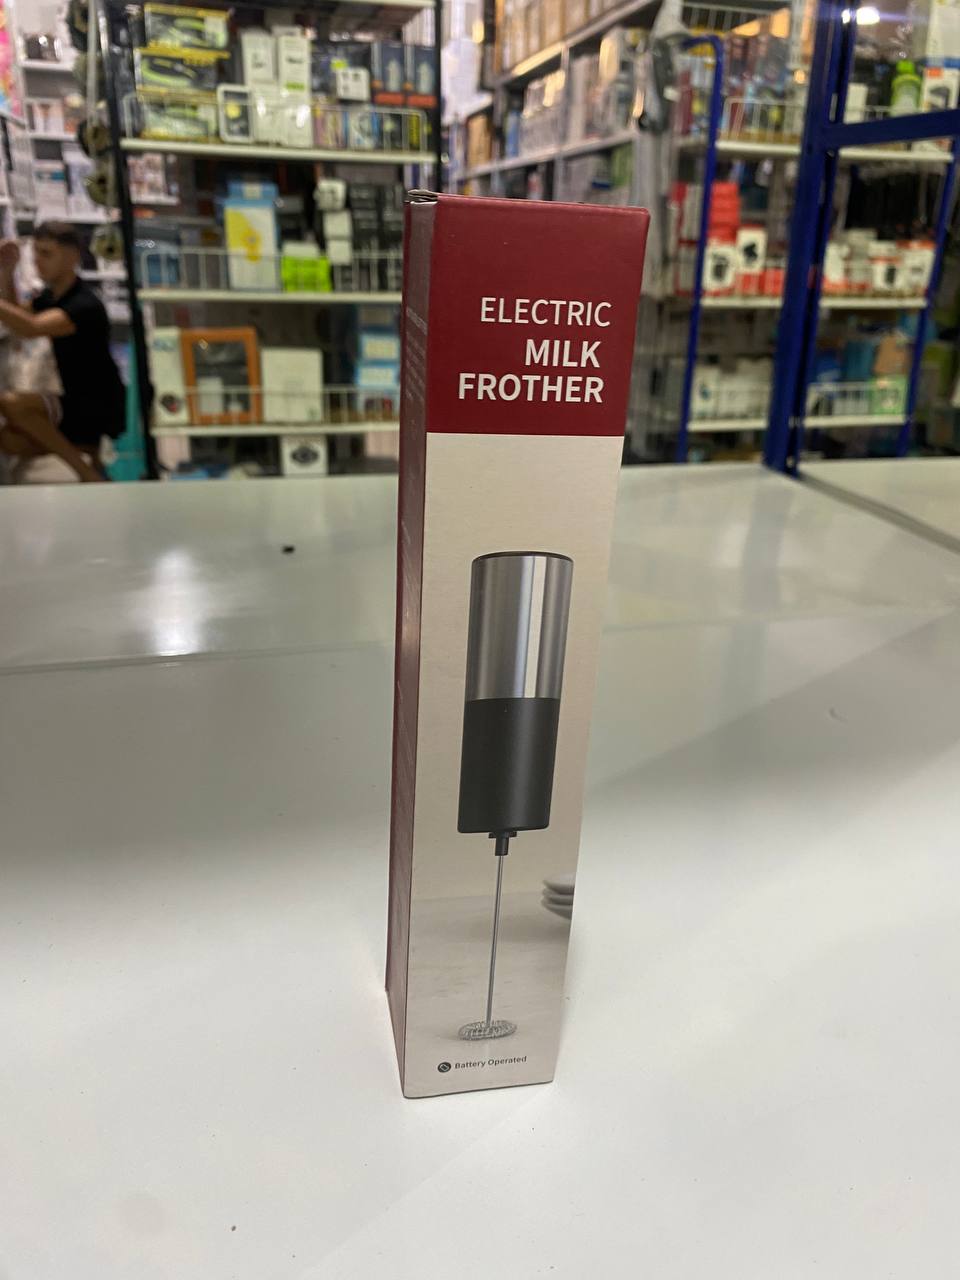 ELECTRIC
MILK
FROTHER
Battery Operated